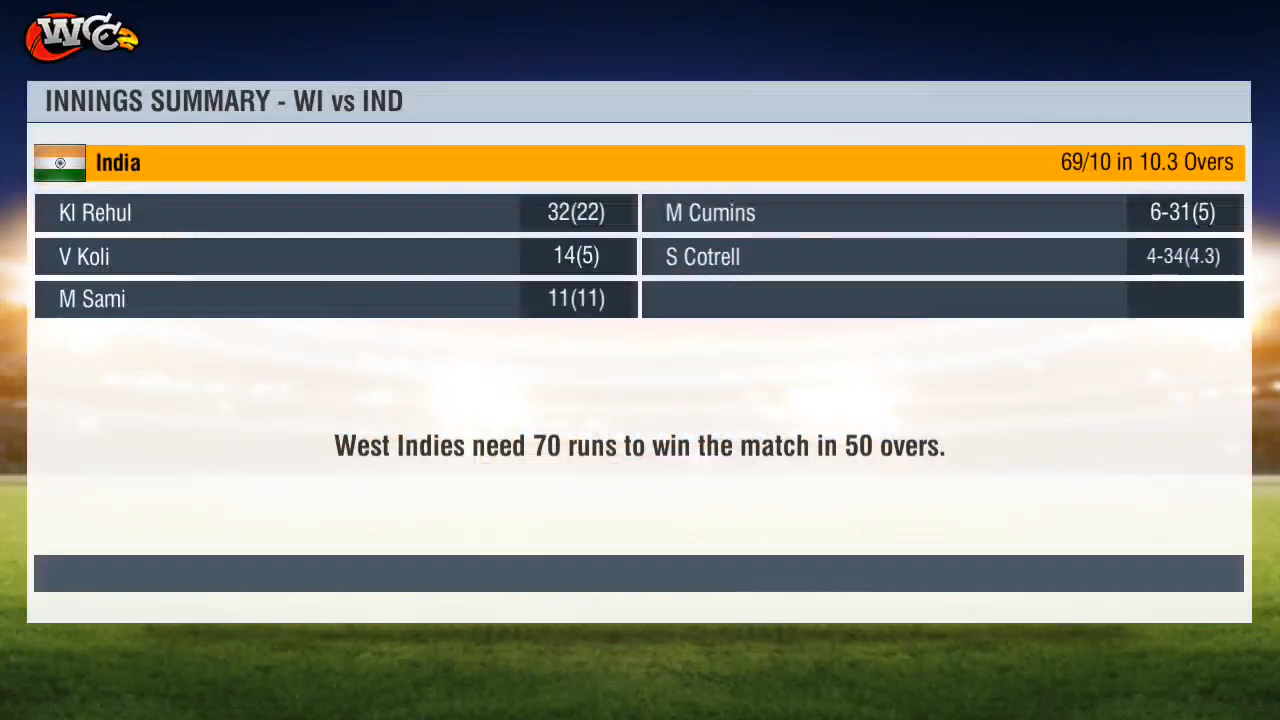 WCC
INNINGS SUMMARY - WI vs IND
India 69/10 in 10.3 Overs
Kl Rehul 32(22) M Cumins 6-31(5)
V Koli 14(5) S Cotrell 4-34(4.3)
M Sami 11(11)
West Indies need 70 runs to win the match in 50 overs.